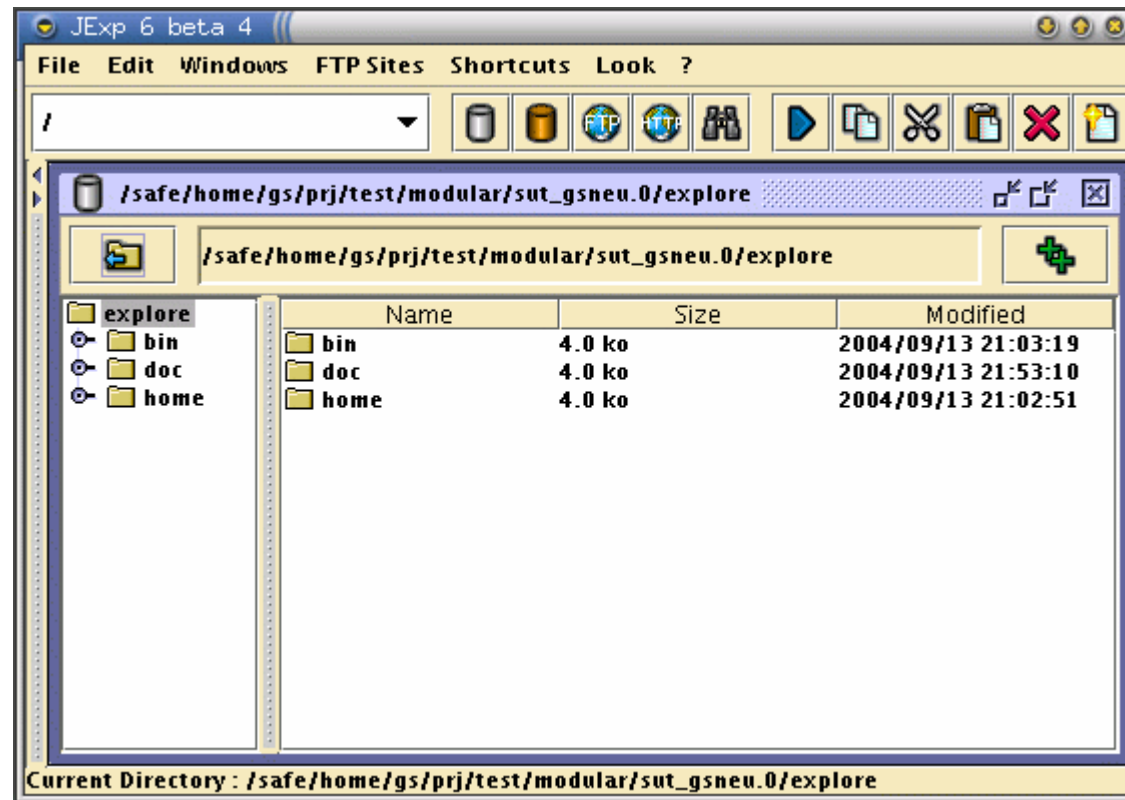 JExp 6 beta 4
File Edit Windows FTP Sites Shortcuts Look ?
/
FTP HTTP
/safe/home/gs/prj/test/modular/sut_gsneu.0/explore
/safe/home/gs/prj/test/modular/sut_gsneu.0/explore
explore
bin
doc
home
Name Size Modified
bin 4.0 ko 2004/09/13 21:03:19
doc 4.0 ko 2004/09/13 21:53:10
home 4.0 ko 2004/09/13 21:02:51
Current Directory : /safe/home/gs/prj/test/modular/sut_gsneu.0/explore